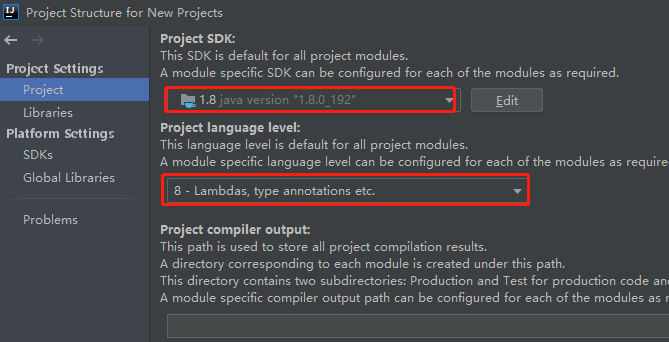 IJ
Project Structure for New Projects
Project Settings
Project
Libraries
Platform Settings
SDKs
Global Libraries
Problems
Project SDK:
This SDK is default for all project modules.
A module specific SDK can be configured for each of the modules as required.
1.8 java version "1.8.0_192"
Edit
Project language level:
This language level is default for all project modules.
A module specific language level can be configured for each of the modules as require
8 - Lambdas, type annotations etc.
Project compiler output:
This path is used to store all project compilation results.
A directory corresponding to each module is created under this path.
This directory contains two subdirectories: Production and Test for production code and
A module specific compiler output path can be configured for each of the modules as